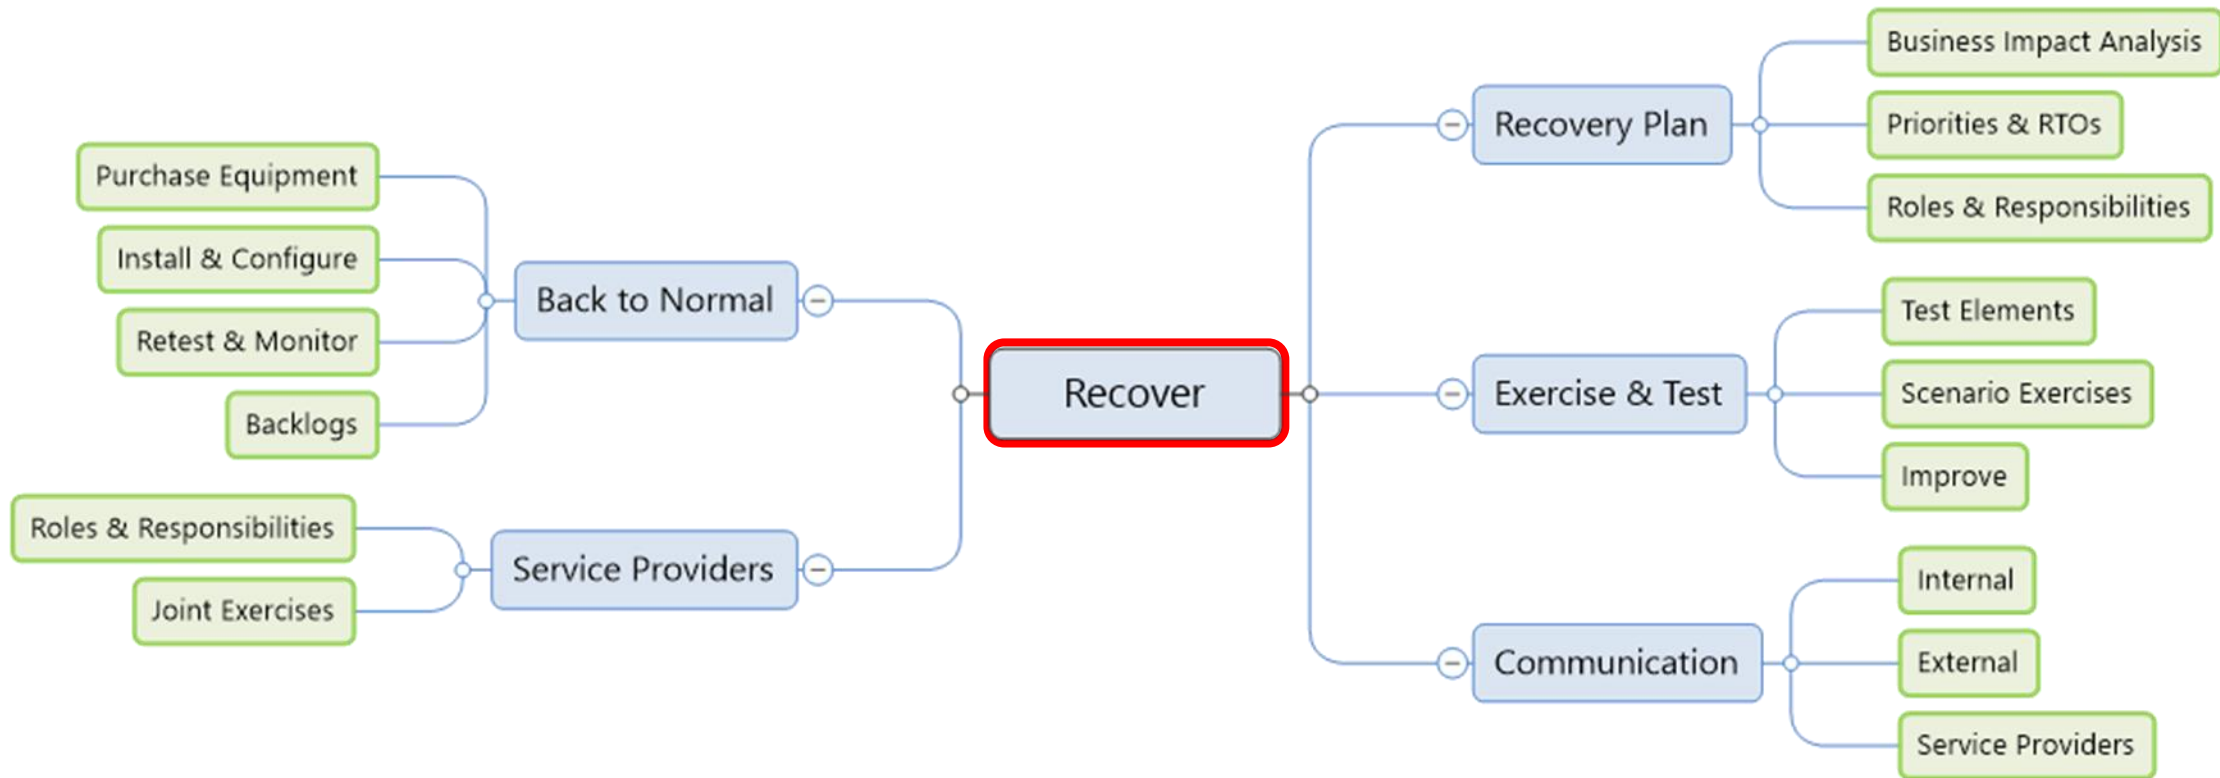 Recover
Recovery Plan
Business Impact Analysis
Priorities & RTOs
Roles & Responsibilities
Exercise & Test
Test Elements
Scenario Exercises
Improve
Communication
Internal
External
Service Providers
Back to Normal
Purchase Equipment
Install & Configure
Retest & Monitor
Backlogs
Service Providers
Roles & Responsibilities
Joint Exercises